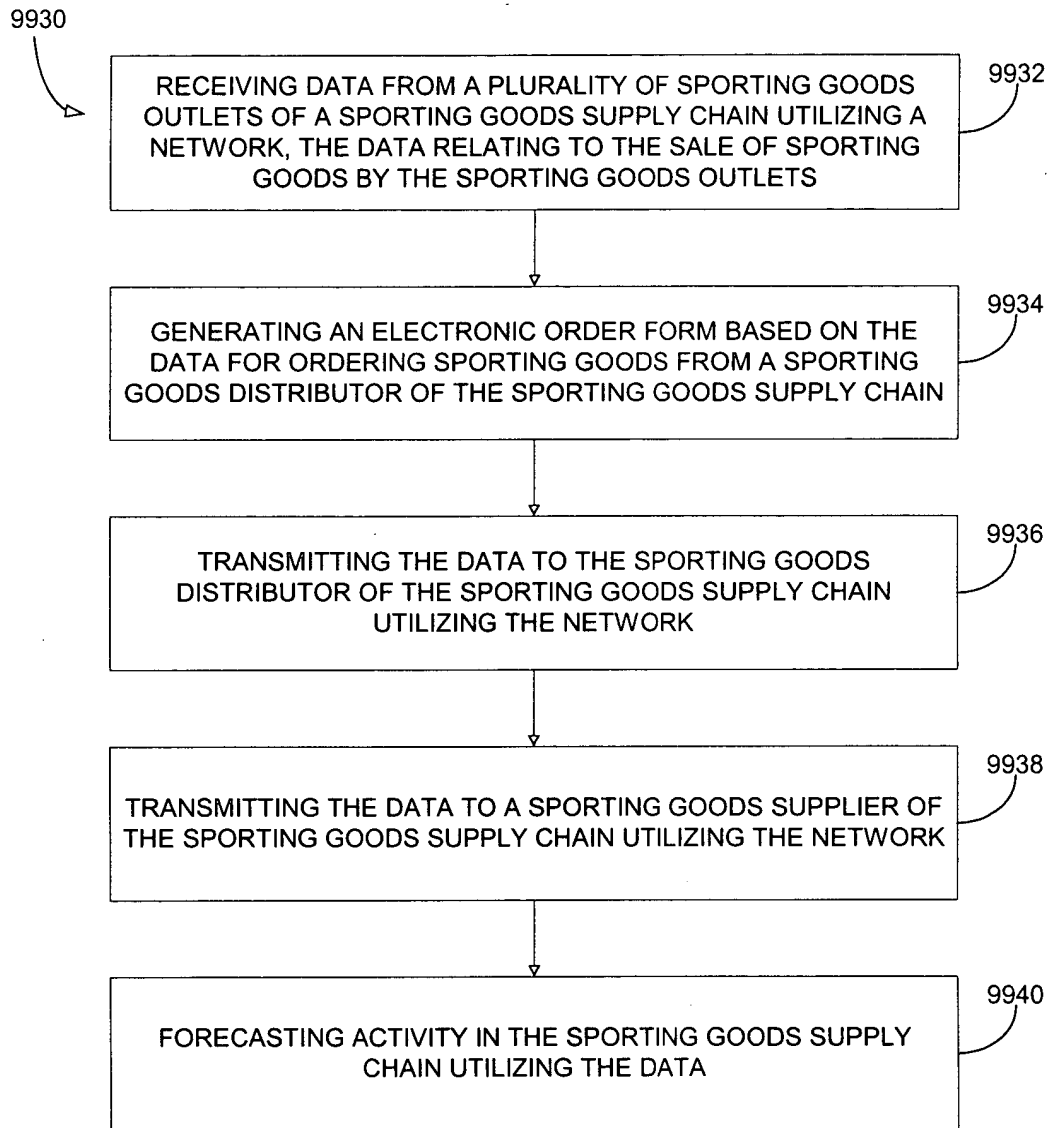 9930
RECEIVING DATA FROM A PLURALITY OF SPORTING GOODS
OUTLETS OF A SPORTING GOODS SUPPLY CHAIN UTILIZING A
NETWORK, THE DATA RELATING TO THE SALE OF SPORTING
GOODS BY THE SPORTING GOODS OUTLETS
9932
GENERATING AN ELECTRONIC ORDER FORM BASED ON THE
DATA FOR ORDERING SPORTING GOODS FROM A SPORTING
GOODS DISTRIBUTOR OF THE SPORTING GOODS SUPPLY CHAIN
9934
TRANSMITTING THE DATA TO THE SPORTING GOODS
DISTRIBUTOR OF THE SPORTING GOODS SUPPLY CHAIN
UTILIZING THE NETWORK
9936
TRANSMITTING THE DATA TO A SPORTING GOODS SUPPLIER OF
THE SPORTING GOODS SUPPLY CHAIN UTILIZING THE NETWORK
9938
FORECASTING ACTIVITY IN THE SPORTING GOODS SUPPLY
CHAIN UTILIZING THE DATA
9940